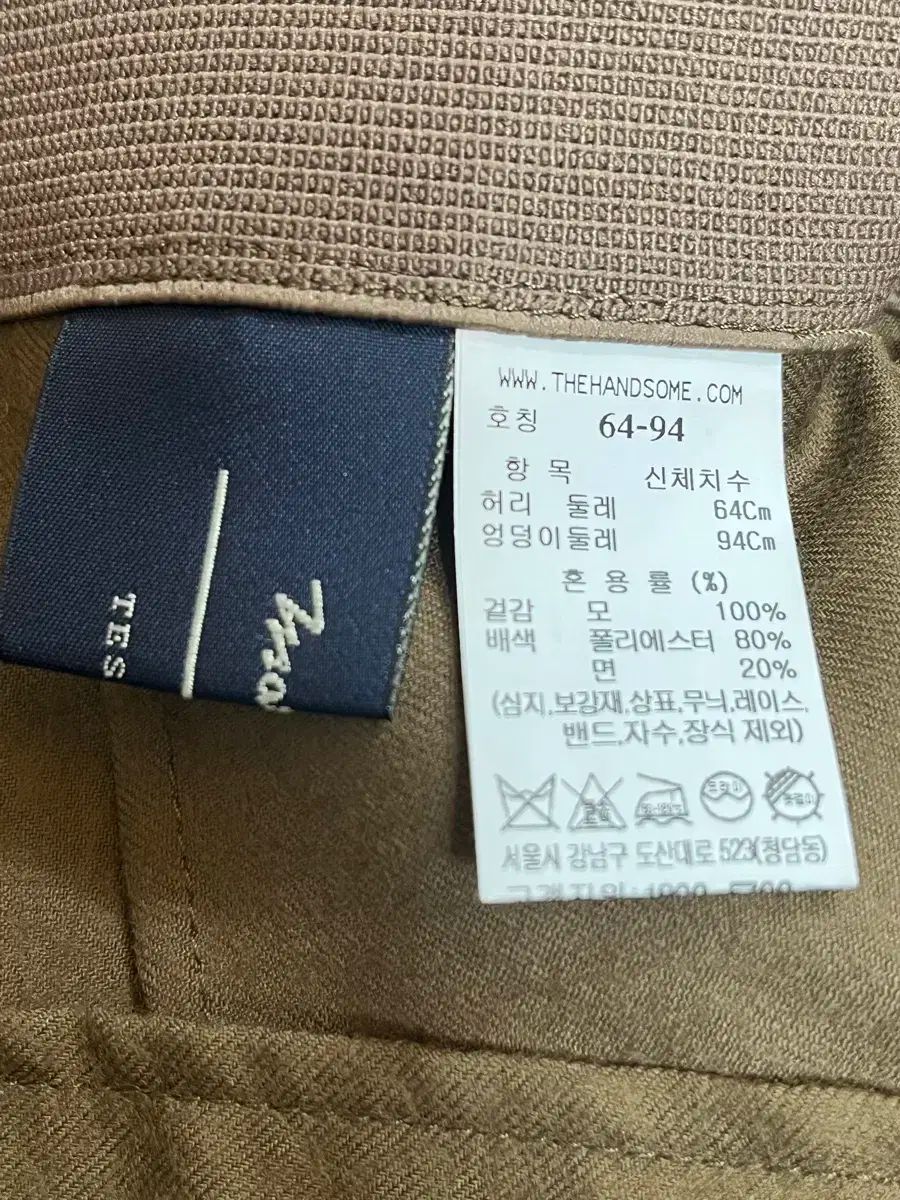 WWW.THEHANDSOME.COM
호칭 64-94
항 목 신체치수
허리 둘레 64Cm
엉덩이둘레 94Cm
혼 용 률 (%)
겉감 모 100%
배색 폴리에스터 80%
면 20%
(심지,보강재,상표,무늬,레이스,
밴드,자수,장식 제외)
서울시 강남구 도산대로 523(청담동)
TES